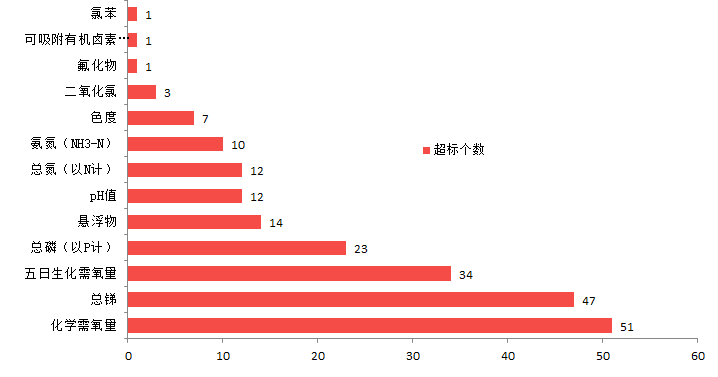 氯苯 1
可吸附有机卤素… 1
氟化物 1
二氧化氯 3
色度 7
氨氮（NH3-N） 10
超标个数
总氮（以N计） 12
pH值 12
悬浮物 14
总磷（以P计） 23
五日生化需氧量 34
总锑 47
化学需氧量 51
0 10 20 30 40 50 60